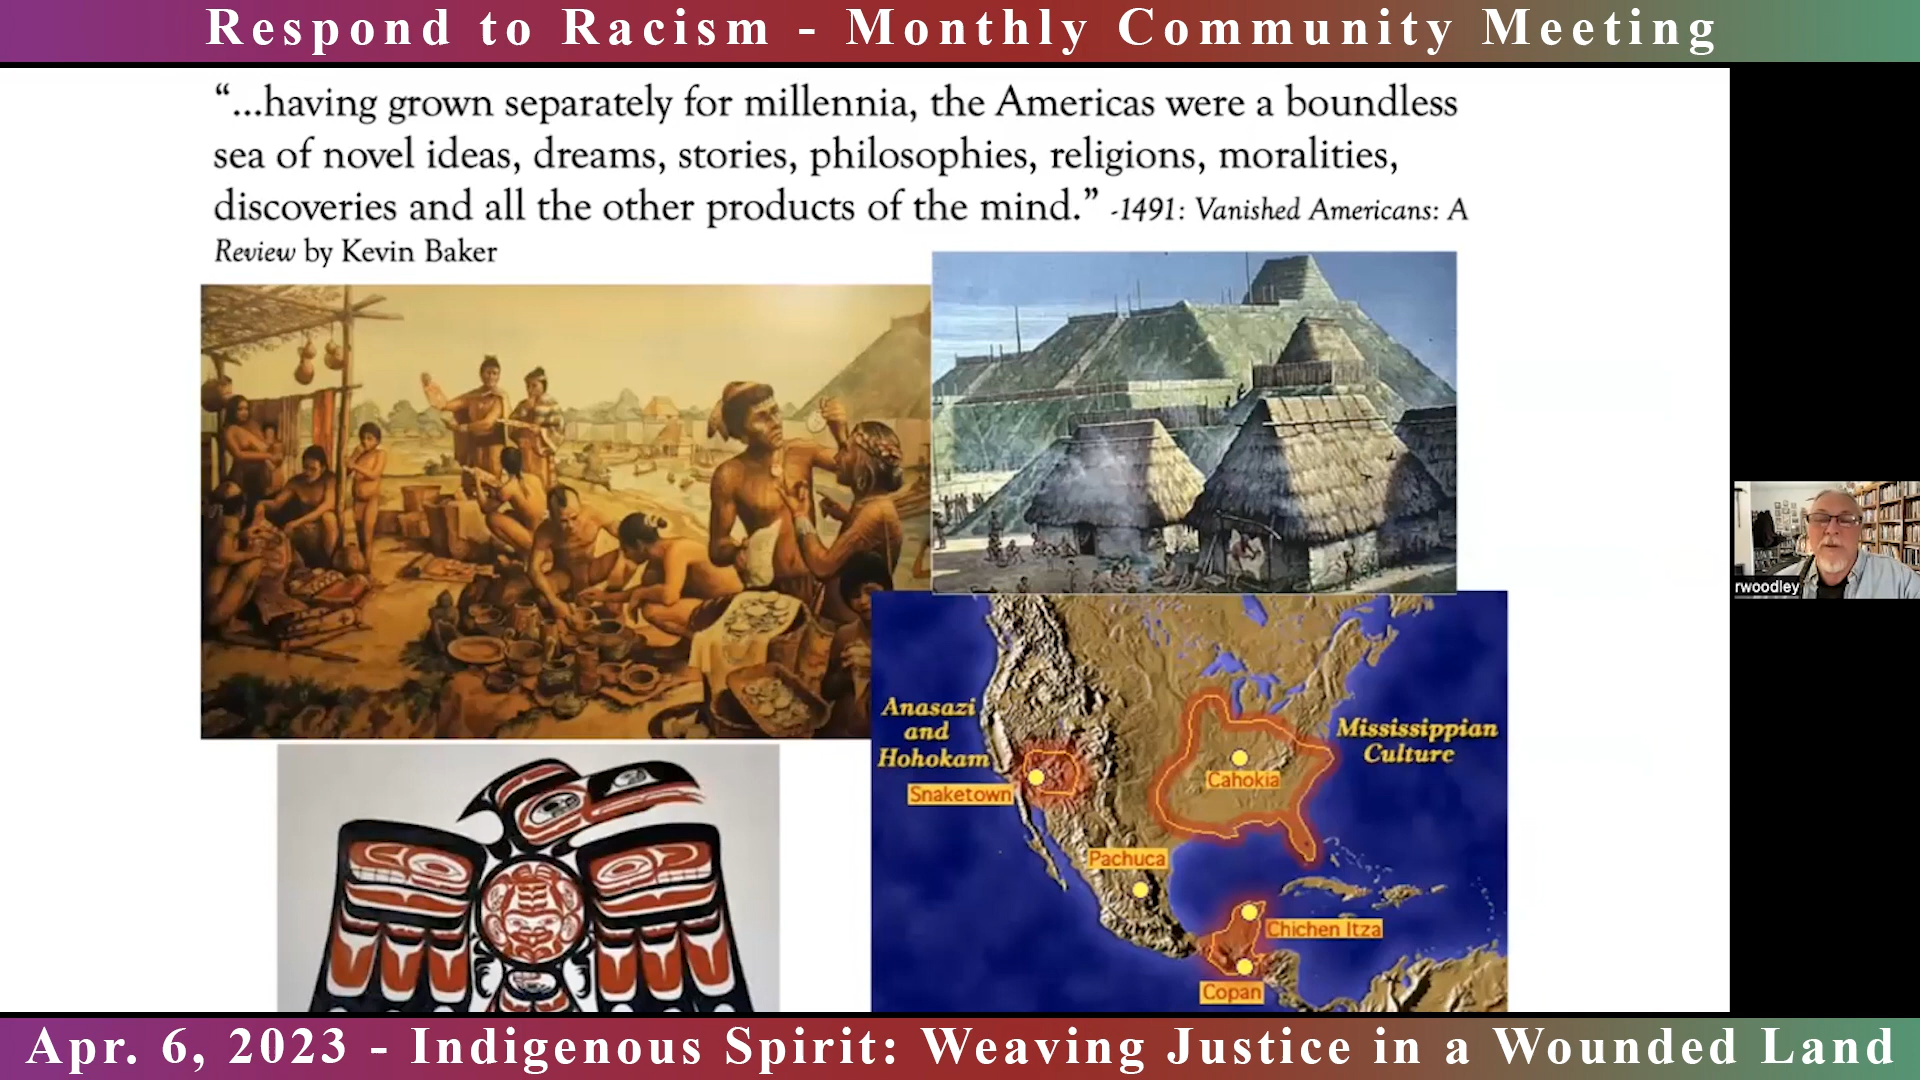 Respond to Racism - Monthly Community Meeting
“...having grown separately for millennia, the Americas were a boundless
sea of novel ideas, dreams, stories, philosophies, religions, moralities,
discoveries and all the other products of the mind.” -1491: Vanished Americans: A
Review by Kevin Baker
Anasazi
and
Hohokam
Snaketown
Mississippian
Culture
Cahokia
Pachuca
Chichen Itza
Copan
rwoodley
Apr. 6, 2023 - Indigenous Spirit: Weaving Justice in a Wounded Land